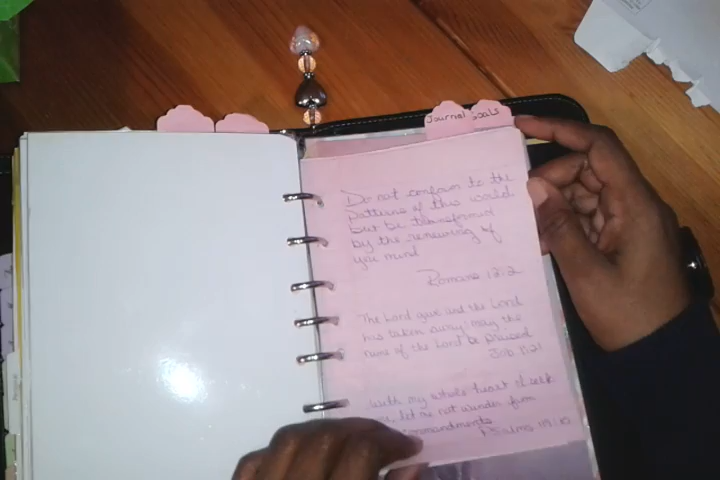 Journal Goals
Do not conform to the
patterns of this world
but be transformed
by the renewing of
you mind
Romans 12:2
The Lord gave and the Lord
has taken away; may the
name of the Lord be praised
Job 1:21
With my whole heart I seek
let me not wander from
commandments
Psalms 119:10